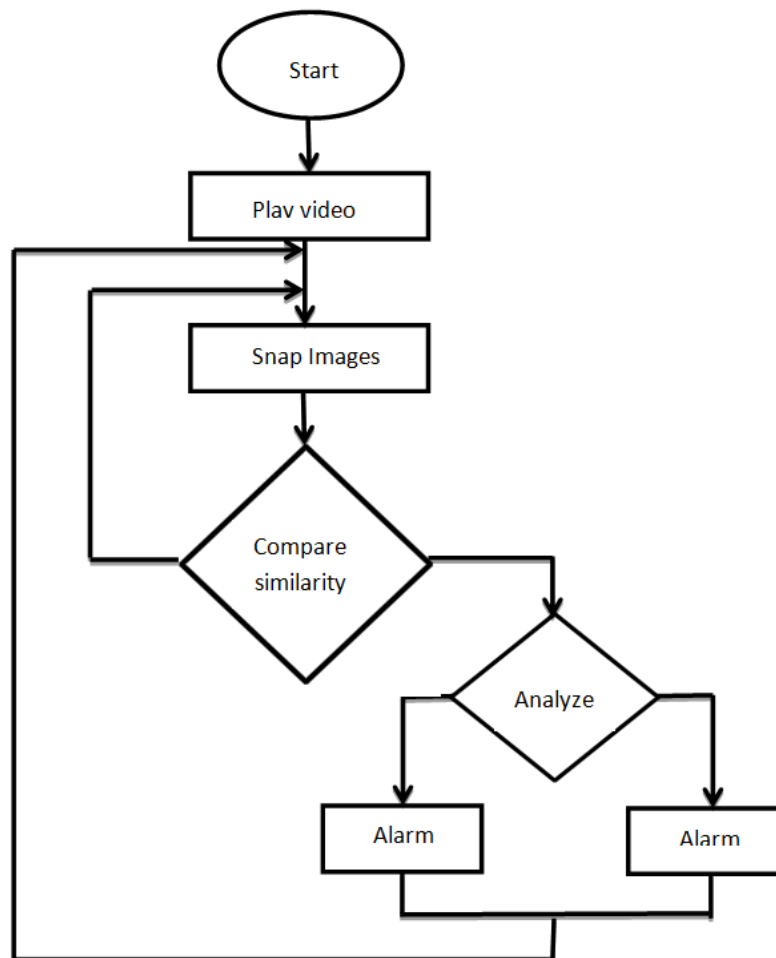 Start
Plav video
Snap Images
Compare
similarity
Analyze
Alarm
Alarm